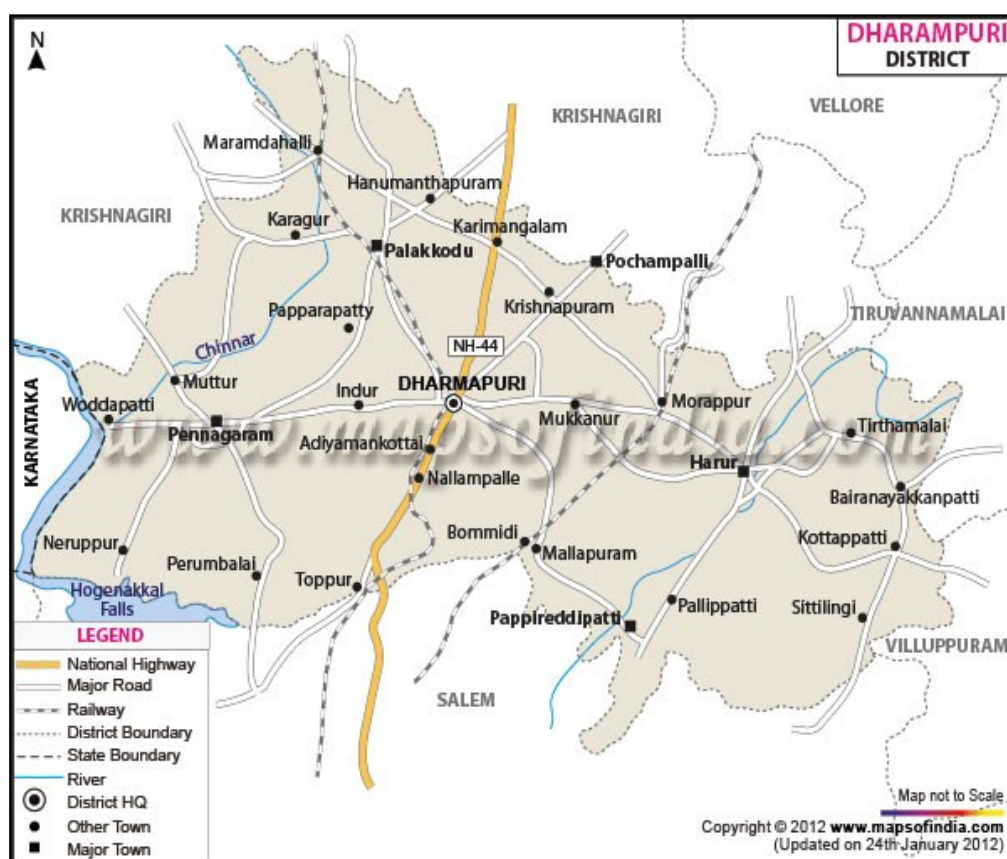 N
DHARAMPURI
DISTRICT
KRISHNAGIRI
VELLORE
Maramdahalli
Hanumanthapuram
KRISHNAGIRI
Karagur
Karimangalam
Palakkodu
Pochampalli
Krishnapuram
Papparapatty
TIRUVANNAMALAI
Chinnar
NH-44
Muttur
DHARMAPURI
Indur
Woddapatti
Mukkanur
Morappur
KARNATAKA
Pennagaram
www.mapsofindia.com
Tirthamalai
Adiyamankottai
Harur
Nallampalle
Bairanayakkanpatti
Neruppur
Bommidi
Mallapuram
Kottappatti
Perumbalai
Toppur
Hogenakkal
Falls
Pallippatti
Sittilingi
Pappireddipatti
VILLUPPURAM
SALEM
LEGEND
National Highway
Major Road
Railway
District Boundary
State Boundary
River
District HQ
Other Town
Major Town
Map not to Scale
Copyright © 2012 www.mapsofindia.com
(Updated on 24th January 2012)